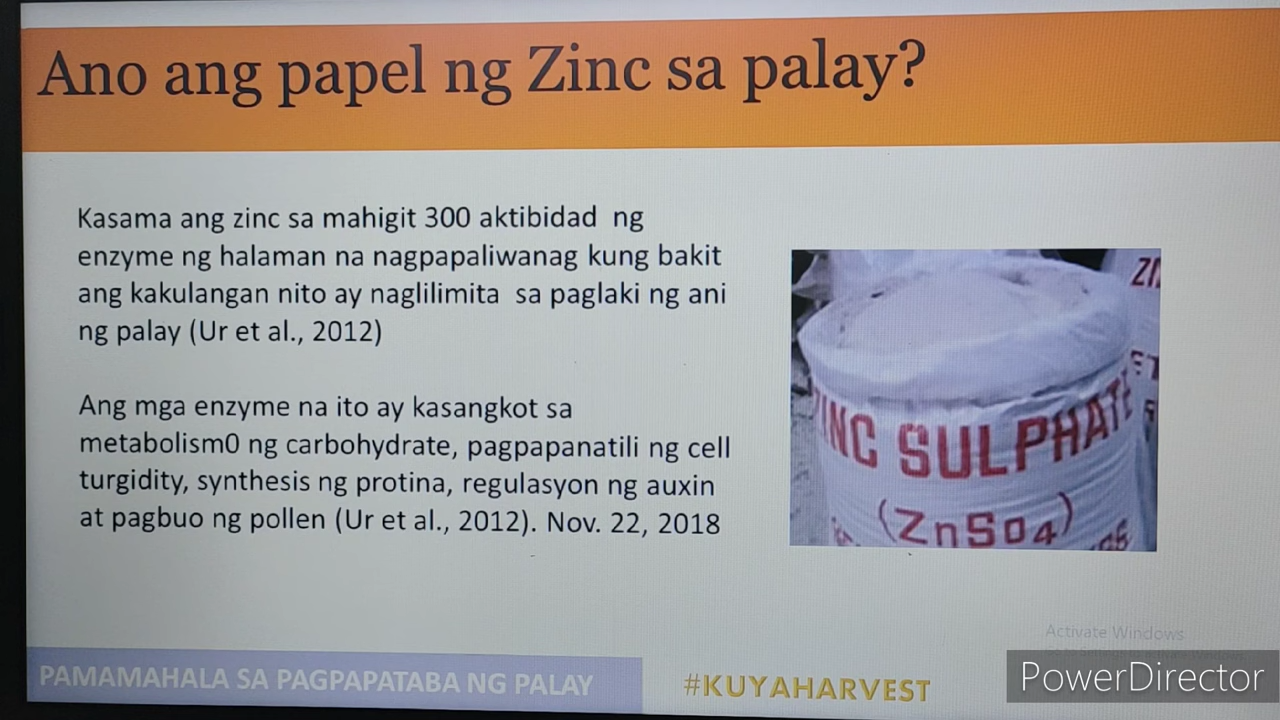 Ano ang papel ng Zinc sa palay?
Kasama ang zinc sa mahigit 300 aktibidad ng
enzyme ng halaman na nagpapaliwanag kung bakit
ang kakulangan nito ay naglilimita sa paglaki ng ani
ng palay (Ur et al., 2012)
Ang mga enzyme na ito ay kasangkot sa
metabolism0 ng carbohydrate, pagpapanatili ng cell
turgidity, synthesis ng protina, regulasyon ng auxin
at pagbuo ng pollen (Ur et al., 2012). Nov. 22, 2018
ZINC SULPHATE
(ZnSO4)
Activate Windows
PAMAMAHALA SA PAGPAPATABA NG PALAY
#KUYAHARVEST
PowerDirector